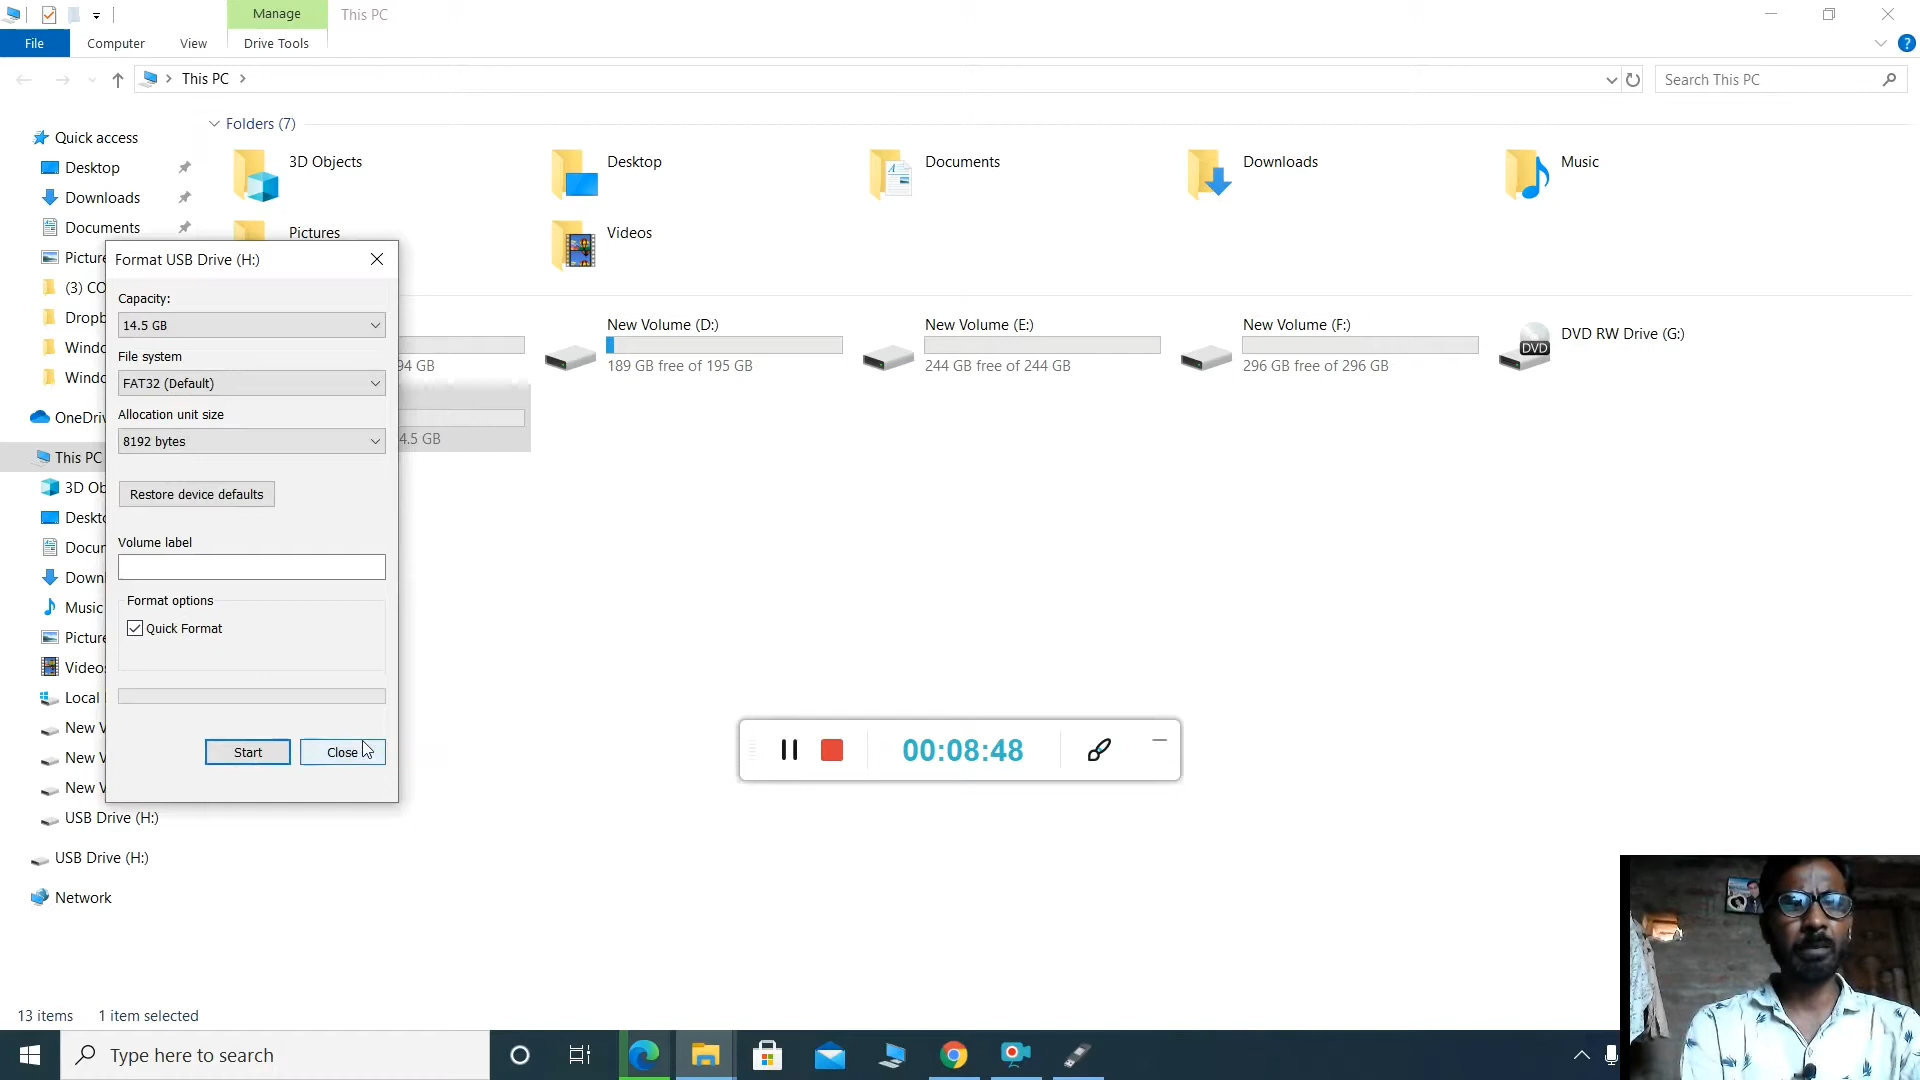 Manage
This PC
File
Computer
View
Drive Tools
This PC
Search This PC
Quick access
Desktop
Downloads
Documents
Picture
(3) CO
Dropb
Windo
Windo
OneDriv
This PC
3D Ob
Deskto
Docum
Downl
Music
Picture
Videos
Local
New V
New V
New V
USB Drive (H:)
USB Drive (H:)
Network
Folders (7)
3D Objects
Desktop
Documents
Downloads
Music
Pictures
Videos
94 GB
New Volume (D:)
189 GB free of 195 GB
New Volume (E:)
244 GB free of 244 GB
New Volume (F:)
296 GB free of 296 GB
DVD
DVD RW Drive (G:)
4.5 GB
Format USB Drive (H:)
Capacity:
14.5 GB
File system
FAT32 (Default)
Allocation unit size
8192 bytes
Restore device defaults
Volume label
Format options
Quick Format
Start
Close
00:08:48
13 items
1 item selected
Type here to search